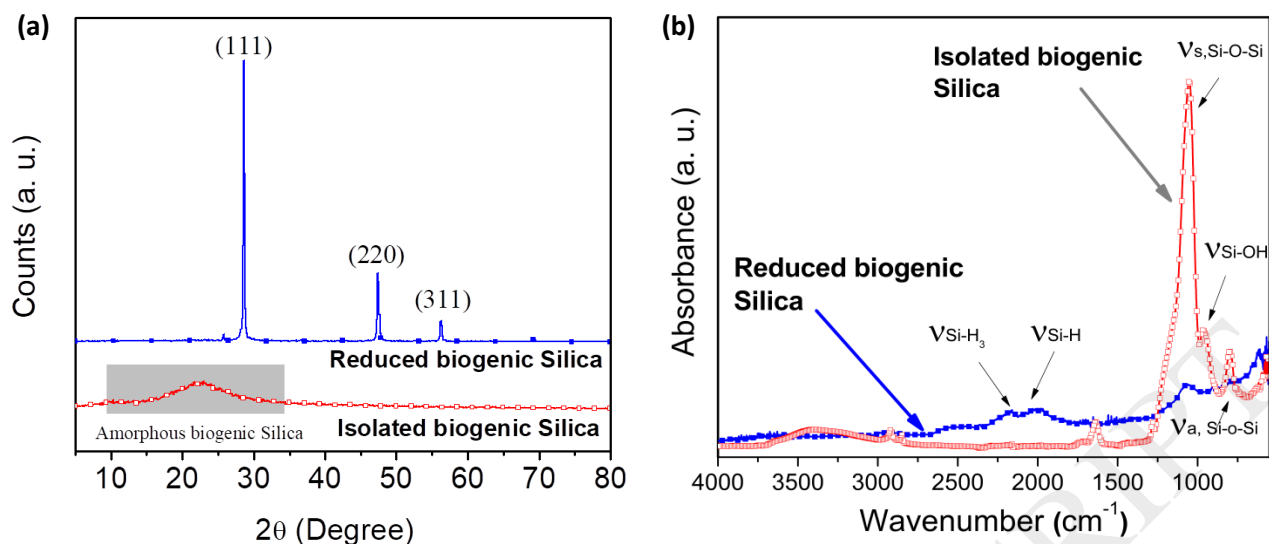 (a)
(111)
(220)
(311)
Reduced biogenic Silica
Amorphous biogenic Silica
Isolated biogenic Silica
Counts (a. u.)
10 20 30 40 50 60 70 80
2θ (Degree)
(b)
Isolated biogenic
Silica
νs,Si-O-Si
νSi-OH
Reduced biogenic
Silica
νSi-H3
νSi-H
νa, Si-o-Si
Absorbance (a. u.)
4000 3500 3000 2500 2000 1500 1000
Wavenumber (cm-1)